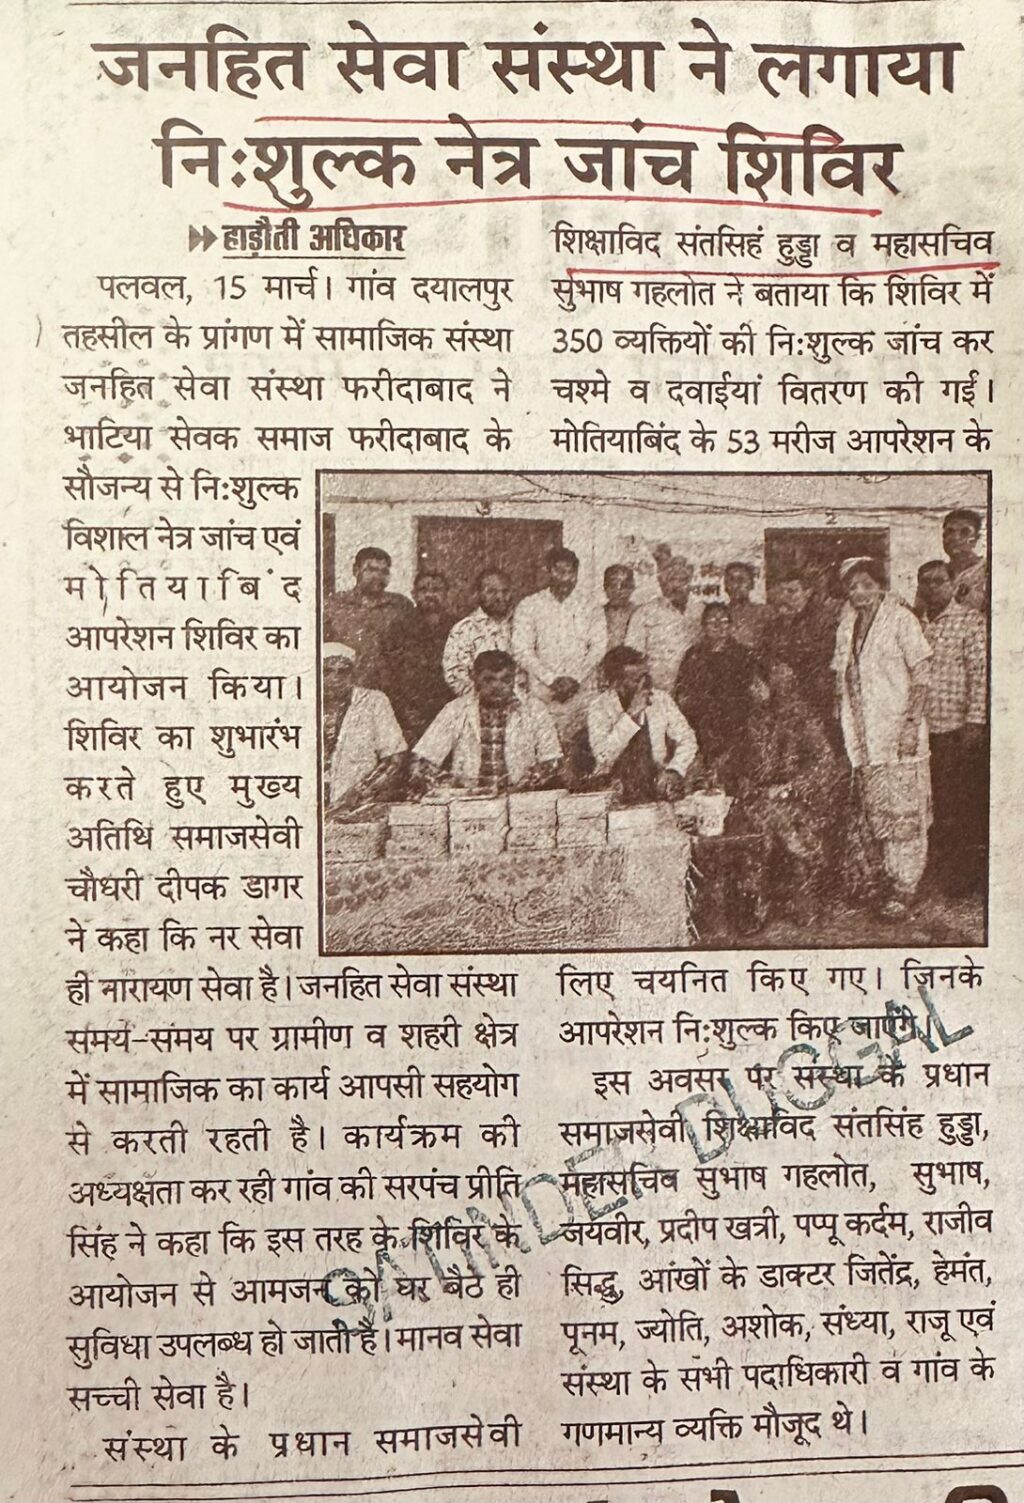 जनहित सेवा संस्था ने लगाया
निःशुल्क नेत्र जांच शिविर
हाड़ौती अधिकार
पलवल, 15 मार्च। गांव दयालपुर
तहसील के प्रांगण में सामाजिक संस्था
जनहित सेवा संस्था फरीदाबाद ने
भाटिया सेवक समाज फरीदाबाद के
सौजन्य से निःशुल्क
विशाल नेत्र जांच एवं
मोतियाबिंद
आपरेशन शिविर का
आयोजन किया।
शिविर का शुभारंभ
करते हुए मुख्य
अतिथि समाजसेवी
चौधरी दीपक डागर
ने कहा कि नर सेवा
ही नारायण सेवा है। जनहित सेवा संस्था
समय-समय पर ग्रामीण व शहरी क्षेत्र
में सामाजिक का कार्य आपसी सहयोग
से करती रहती है। कार्यक्रम की
अध्यक्षता कर रही गांव की सरपंच प्रीति
सिंह ने कहा कि इस तरह के शिविर के
आयोजन से आमजन को घर बैठे ही
सुविधा उपलब्ध हो जाती है। मानव सेवा
सच्ची सेवा है।
संस्था के प्रधान समाजसेवी
शिक्षाविद संतसिहं हुड्डा व महासचिव
सुभाष गहलोत ने बताया कि शिविर में
350 व्यक्तियों की निःशुल्क जांच कर
चश्मे व दवाईयां वितरण की गई।
मोतियाबिंद के 53 मरीज आपरेशन के
3
2
लिए चयनित किए गए। जिनके
आपरेशन निःशुल्क किए जाएंगे।
इस अवसर पर संस्था के प्रधान
समाजसेवी शिक्षाविद संतसिंह हुड्डा,
महासचिव सुभाष गहलोत, सुभाष,
जयवीर, प्रदीप खत्री, पप्पू कर्दम, राजीव
सिद्धु, आंखों के डाक्टर जितेंद्र, हेमंत,
पूनम, ज्योति, अशोक, संध्या, राजू एवं
संस्था के सभी पदाधिकारी व गांव के
गणमान्य व्यक्ति मौजूद थे।
DUGGAL